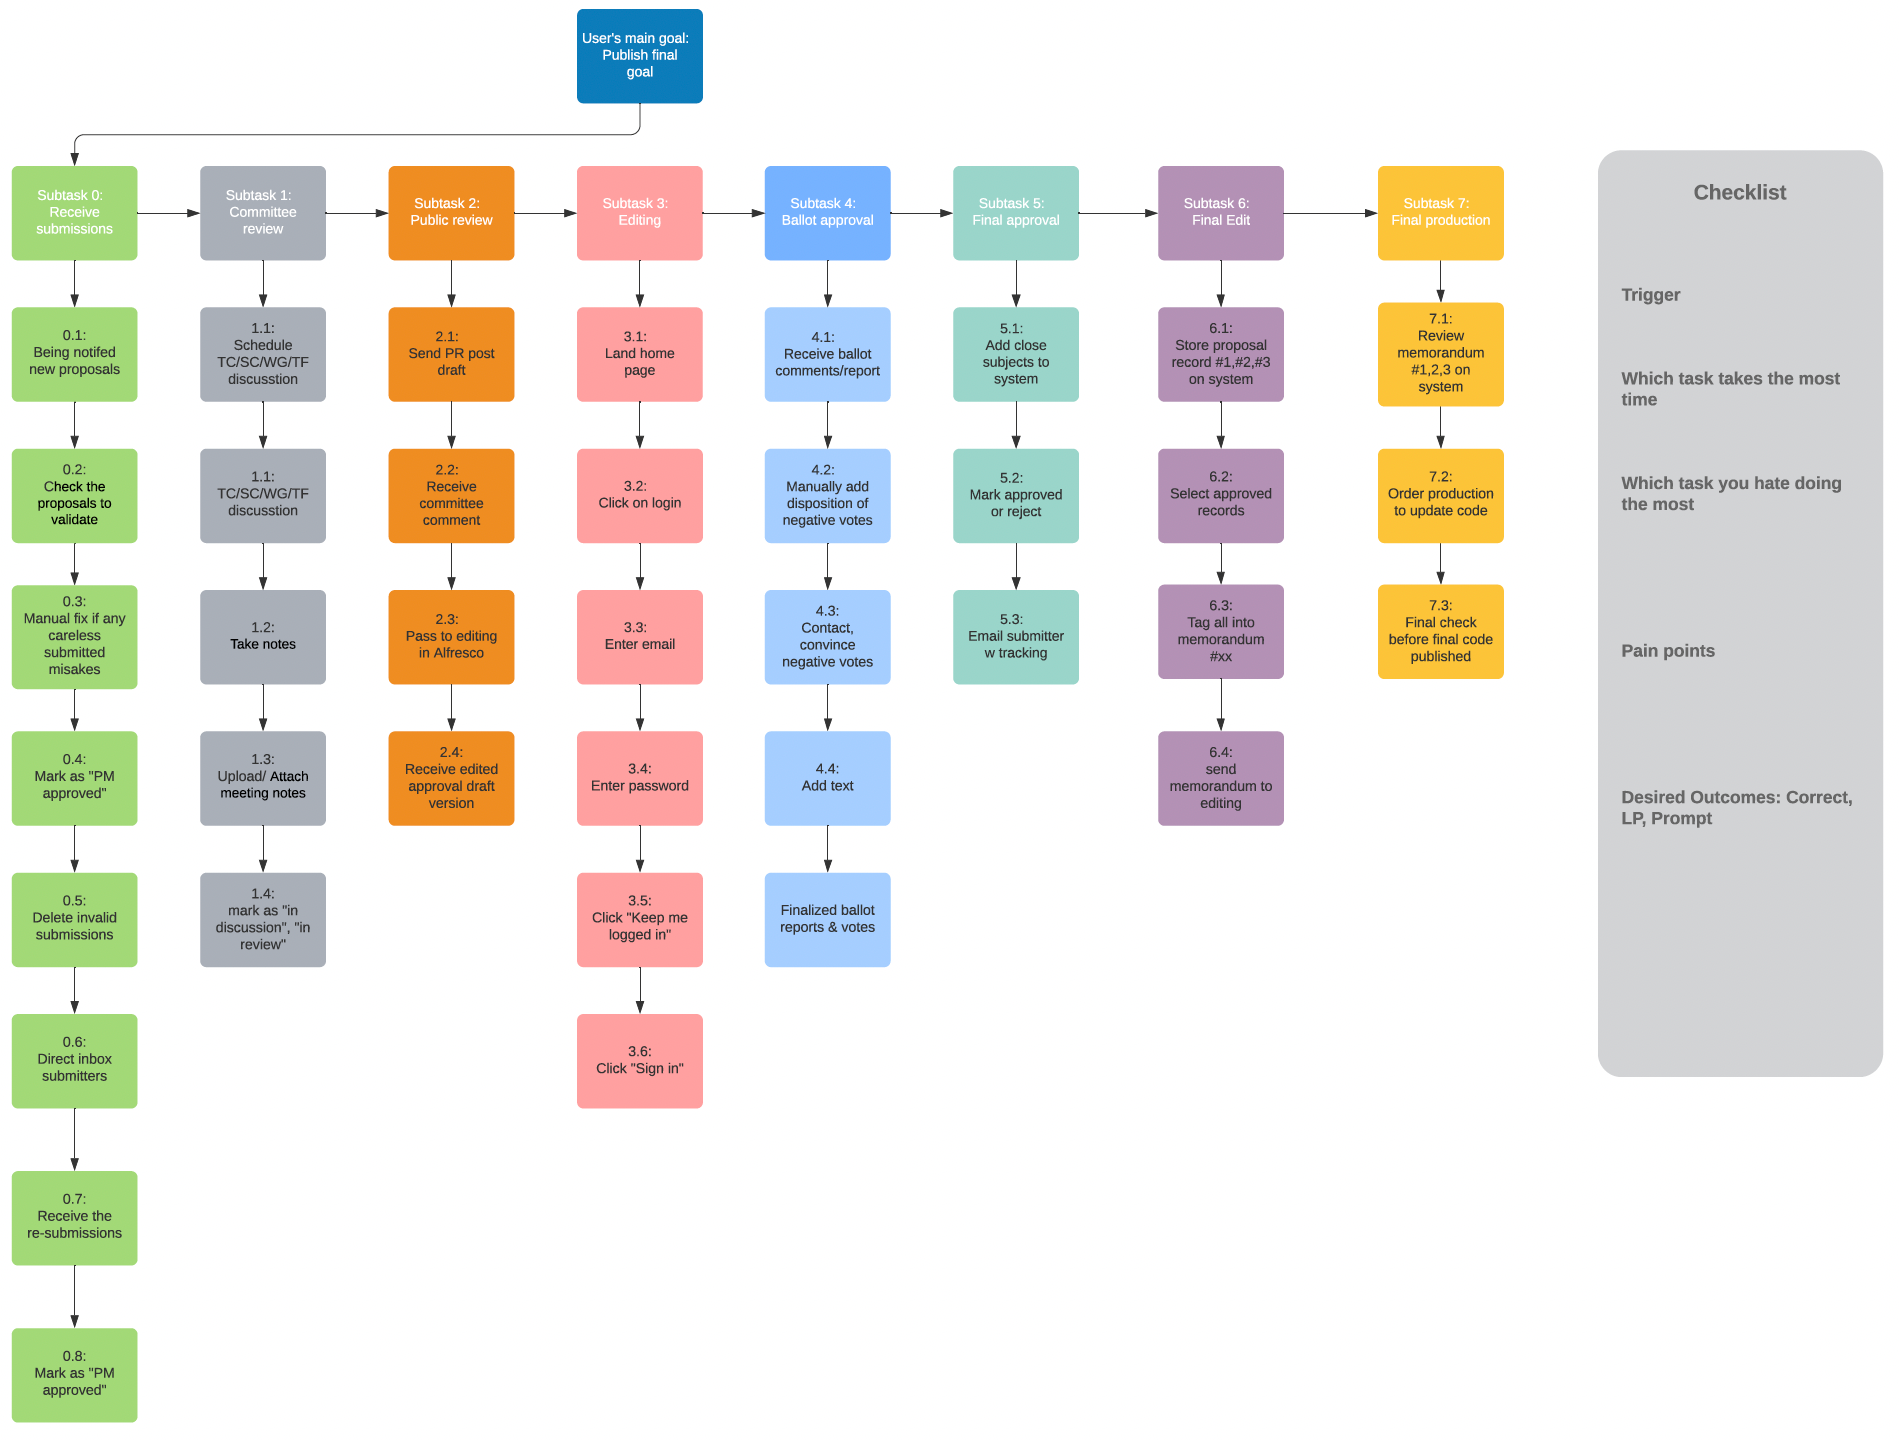 User's main goal:
Publish final
goal
Subtask 0:
Receive
submissions
Subtask 1:
Committee
review
Subtask 2:
Public review
Subtask 3:
Editing
Subtask 4:
Ballot approval
Subtask 5:
Final approval
Subtask 6:
Final Edit
Subtask 7:
Final production
0.1:
Being notifed
new proposals
0.2:
Check the
proposals to
validate
0.3:
Manual fix if any
careless
submitted
misakes
0.4:
Mark as "PM
approved"
0.5:
Delete invalid
submissions
0.6:
Direct inbox
submitters
0.7:
Receive the
re-submissions
0.8:
Mark as "PM
approved"
1.1:
Schedule
TC/SC/WG/TF
discusstion
1.1:
TC/SC/WG/TF
discusstion
1.2:
Take notes
1.3:
Upload/ Attach
meeting notes
1.4:
mark as "in
discussion", "in
review"
2.1:
Send PR post
draft
2.2:
Receive
committee
comment
2.3:
Pass to editing
in Alfresco
2.4:
Receive edited
approval draft
version
3.1:
Land home
page
3.2:
Click on login
3.3:
Enter email
3.4:
Enter password
3.5:
Click "Keep me
logged in"
3.6:
Click "Sign in"
4.1:
Receive ballot
comments/report
4.2:
Manually add
disposition of
negative votes
4.3:
Contact,
convince
negative votes
4.4:
Add text
Finalized ballot
reports & votes
5.1:
Add close
subjects to
system
5.2:
Mark approved
or reject
5.3:
Email submitter
w tracking
6.1:
Store proposal
record #1,#2,#3
on system
6.2:
Select approved
records
6.3:
Tag all into
memorandum
#xx
6.4:
send
memorandum to
editing
7.1:
Review
memorandum
#1,2,3 on
system
7.2:
Order production
to update code
7.3:
Final check
before final code
published
Checklist
Trigger
Which task takes the most
time
Which task you hate doing
the most
Pain points
Desired Outcomes: Correct,
LP, Prompt